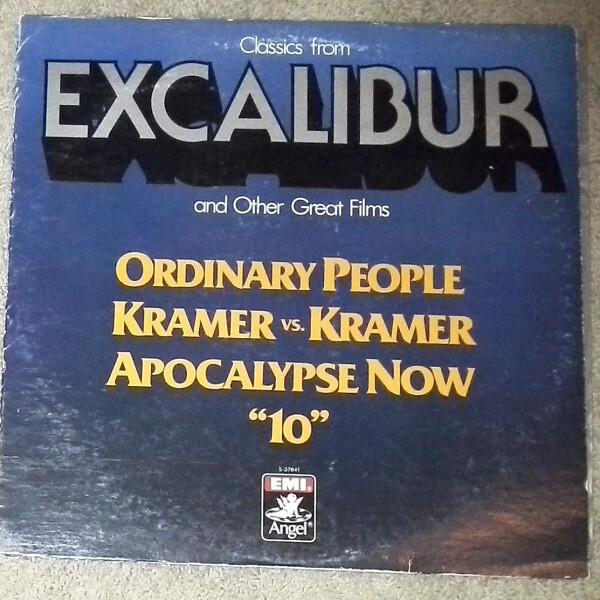 Classics from
EXCALIBUR
and Other Great Films
ORDINARY PEOPLE
KRAMER VS. KRAMER
APOCALYPSE NOW
“10”
S-37841
EMI
Angel